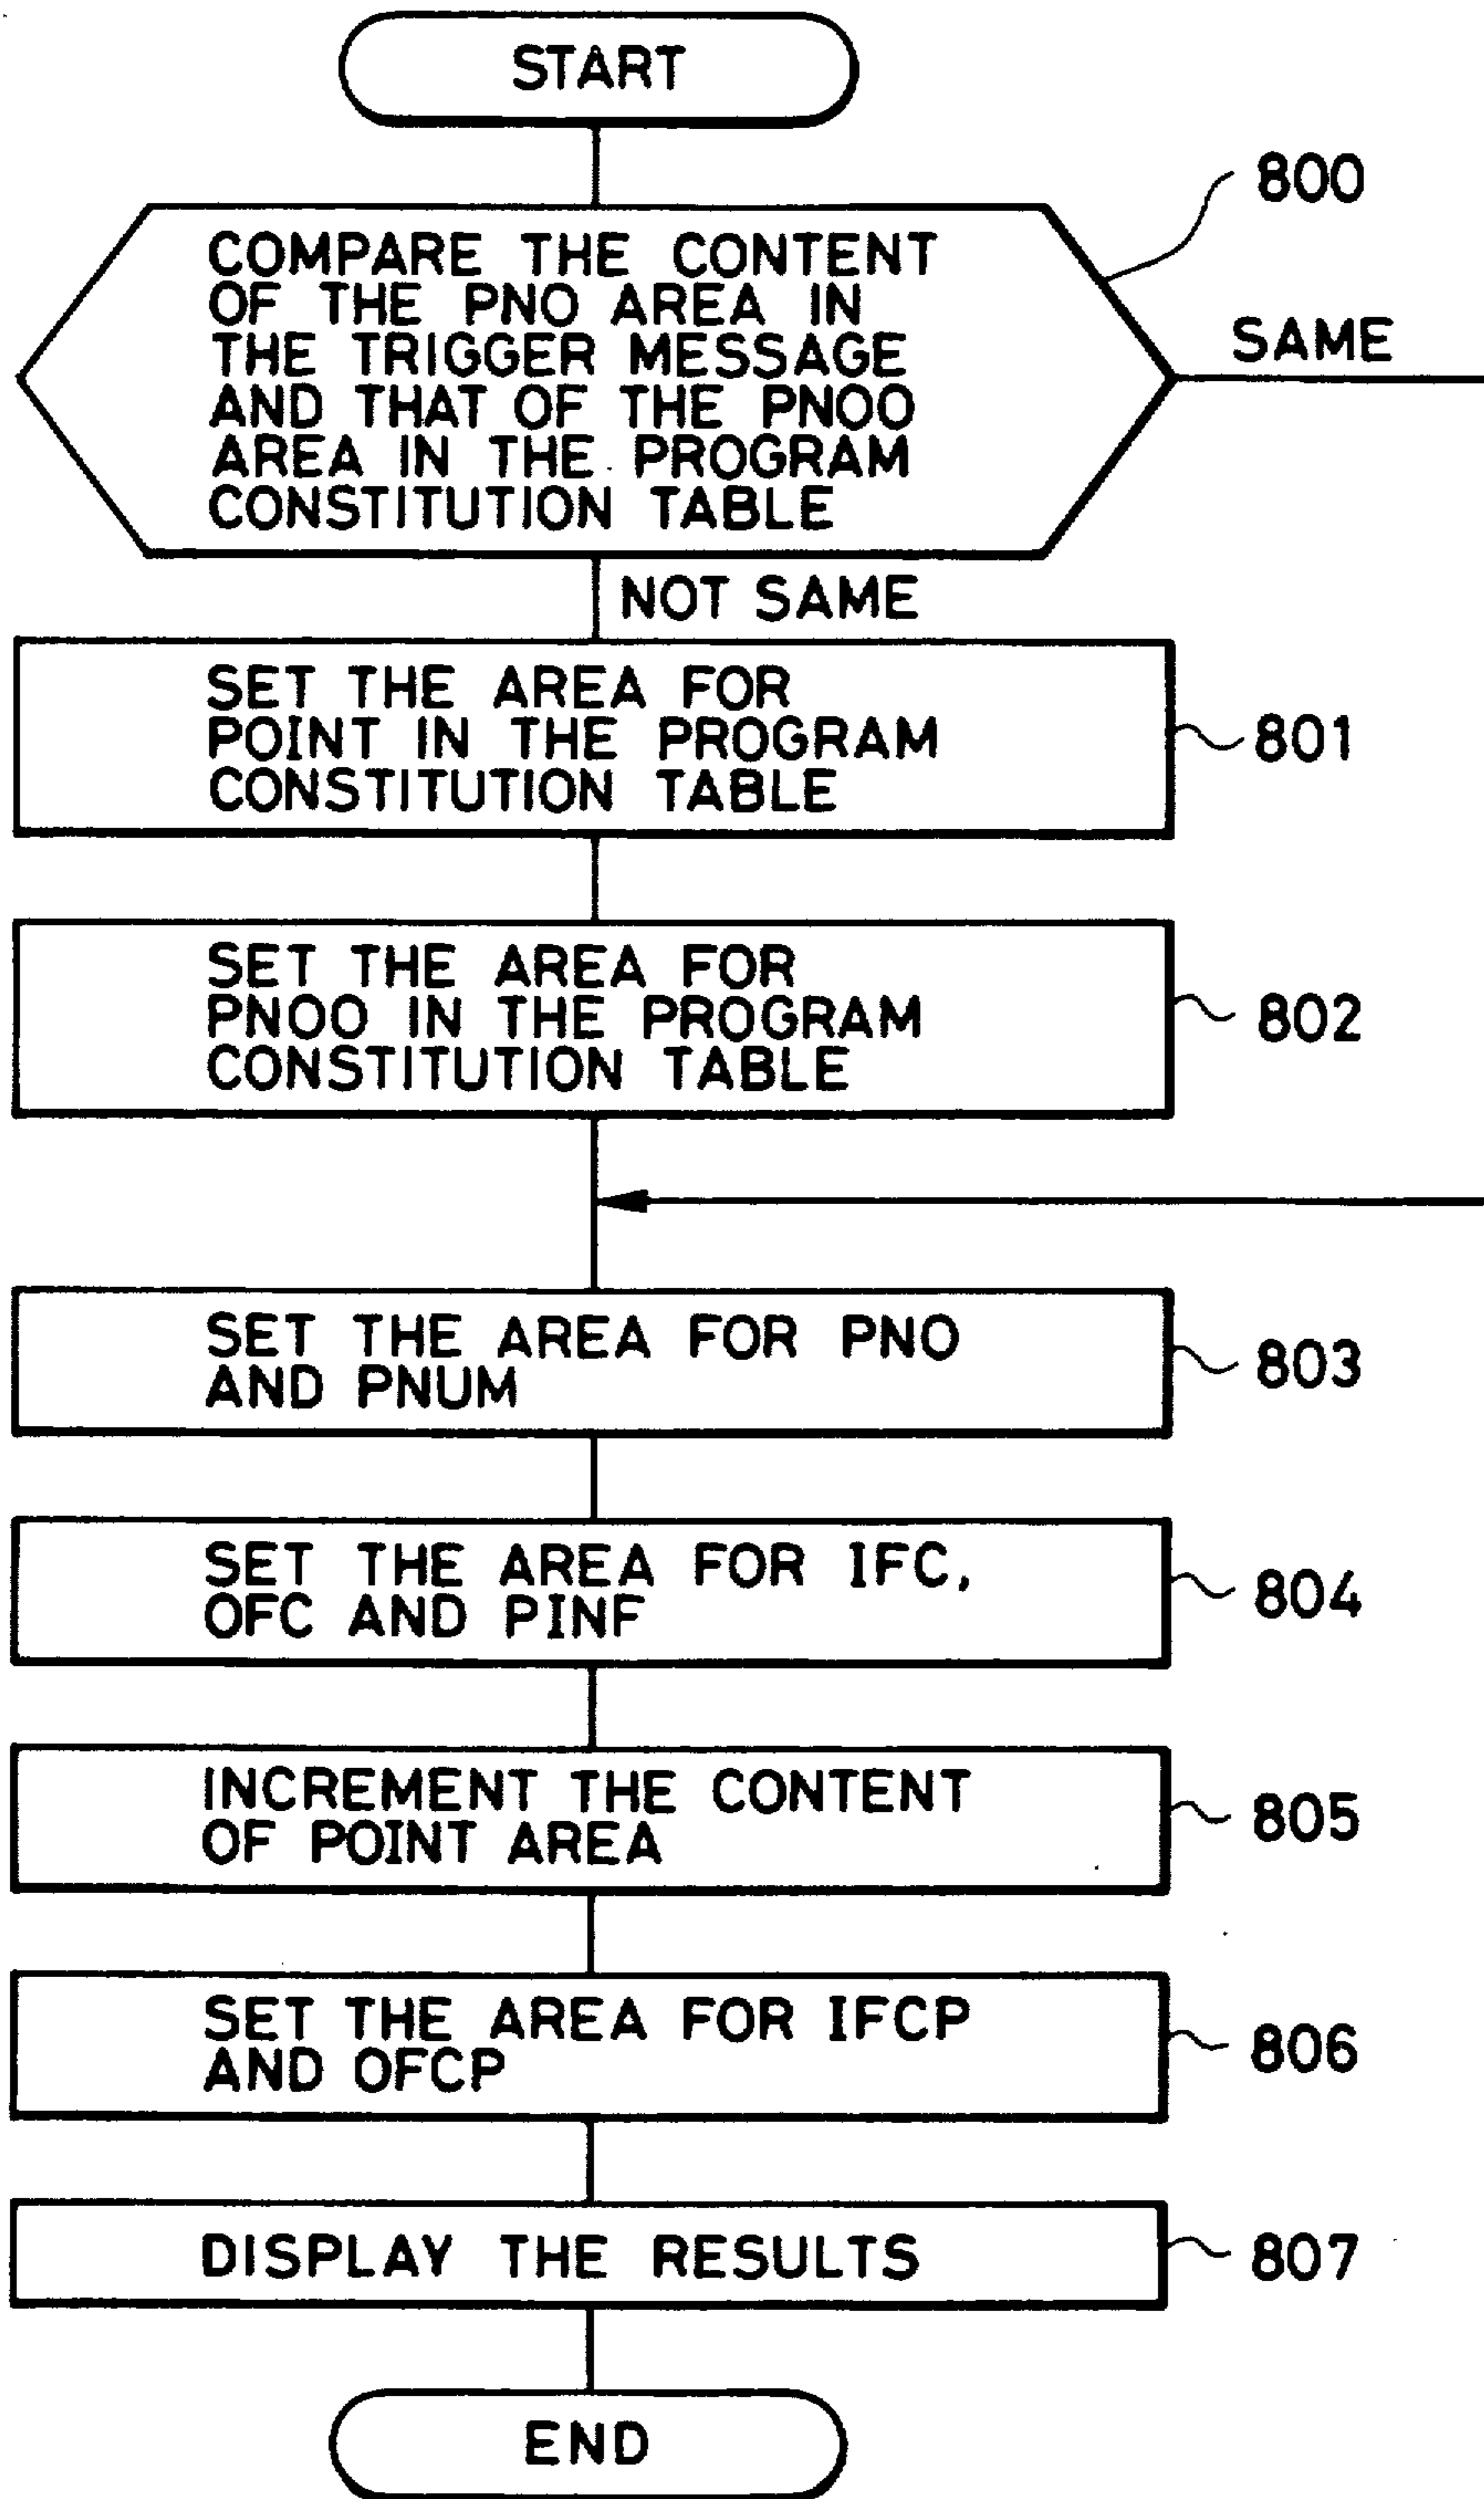 START
800
COMPARE THE CONTENT
OF THE PNO AREA IN
THE TRIGGER MESSAGE
AND THAT OF THE PNOO
AREA IN THE PROGRAM
CONSTITUTION TABLE
SAME
NOT SAME
SET THE AREA FOR
POINT IN THE PROGRAM
CONSTITUTION TABLE
801
SET THE AREA FOR
PNOO IN THE PROGRAM
CONSTITUTION TABLE
802
SET THE AREA FOR PNO
AND PNUM
803
SET THE AREA FOR IFC,
OFC AND PINF
804
INCREMENT THE CONTENT
OF POINT AREA
805
SET THE AREA FOR IFCP
AND OFCP
806
DISPLAY THE RESULTS
807
END